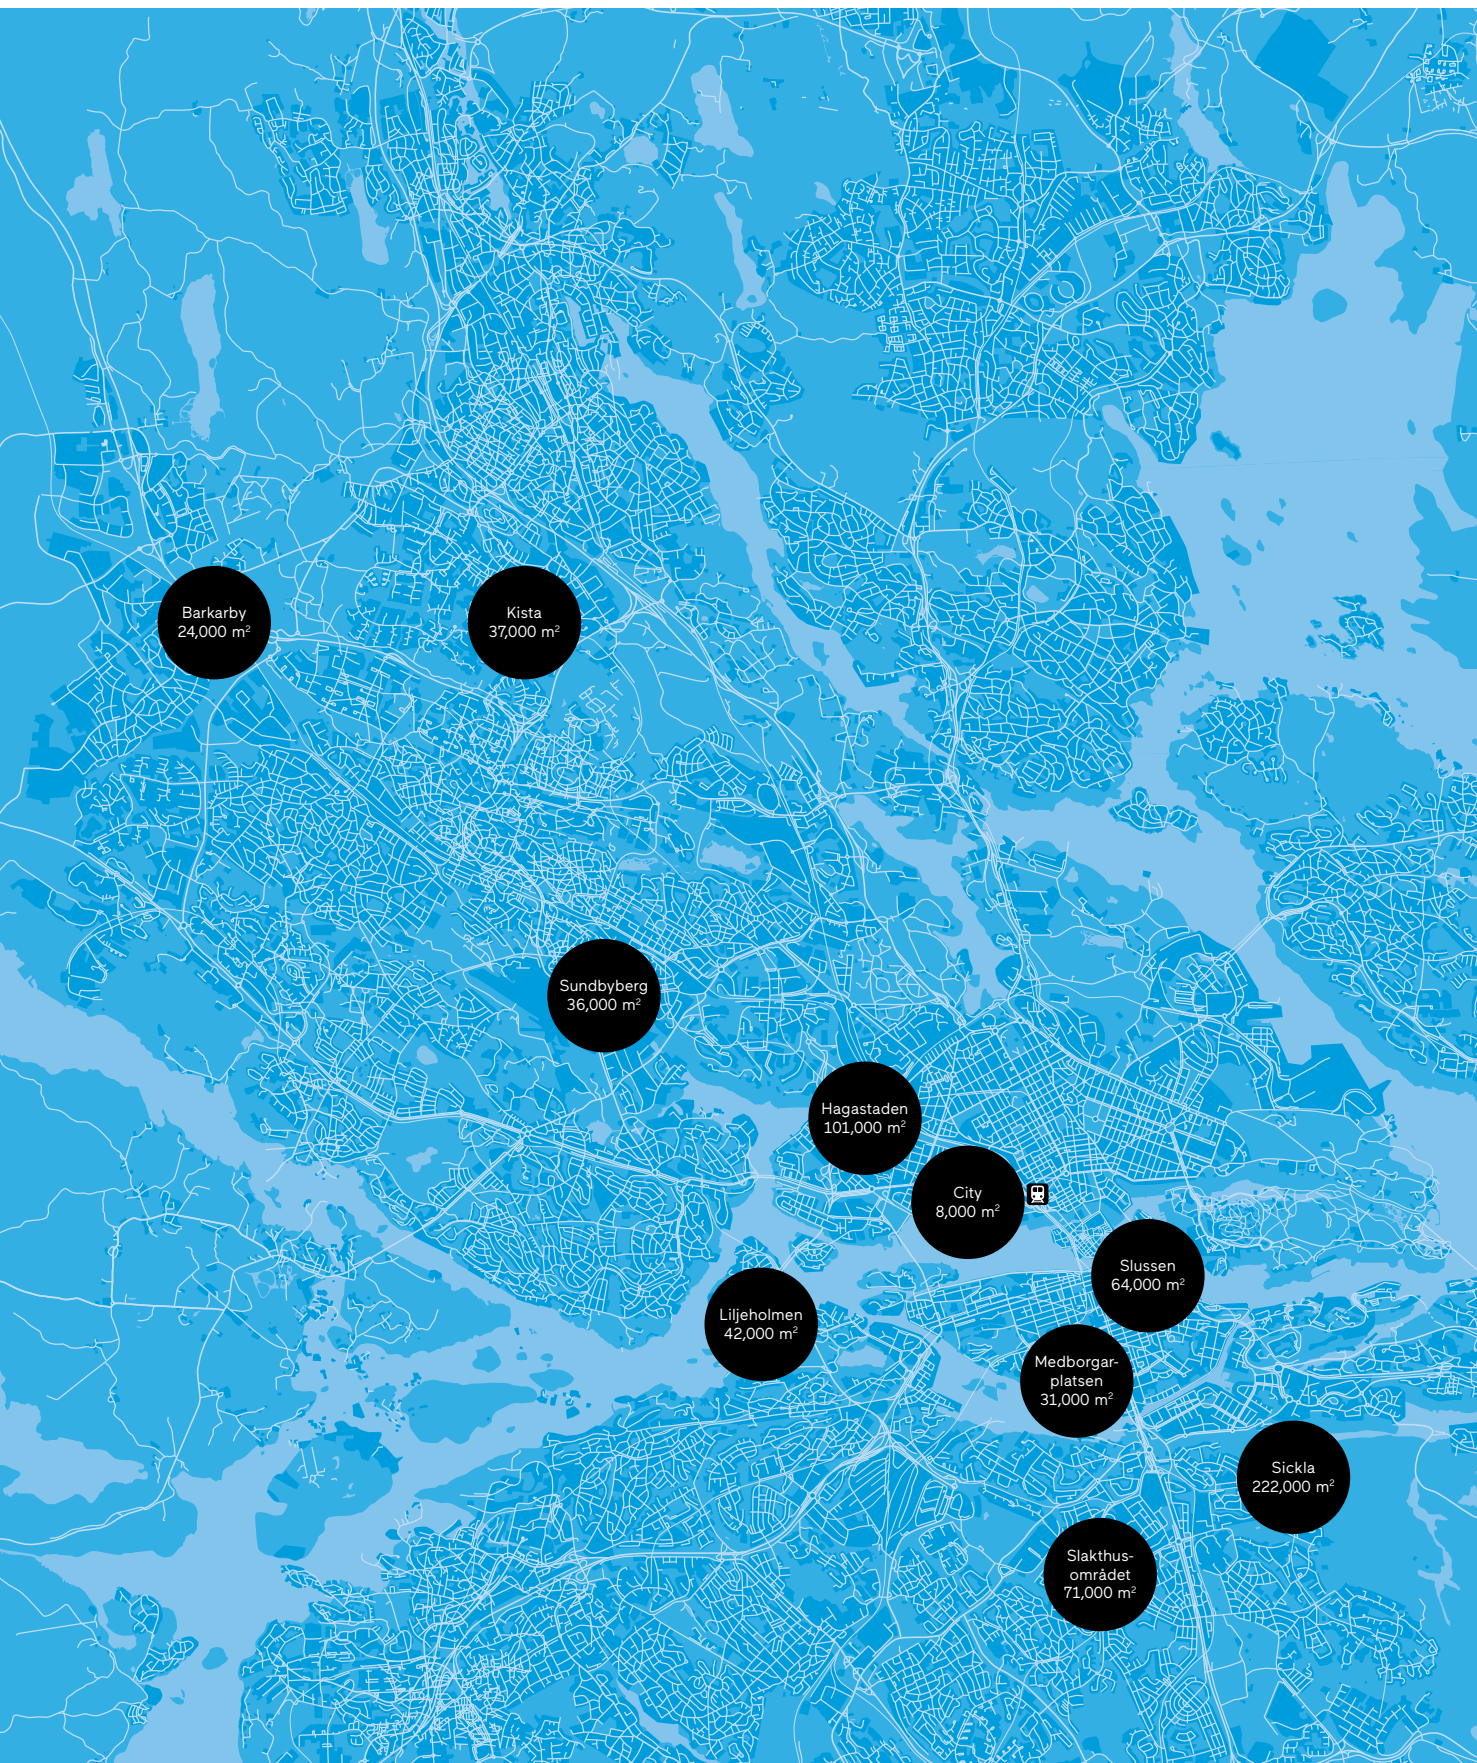 Barkarby
24,000 m²
Kista
37,000 m²
Sundbyberg
36,000 m²
Hagastaden
101,000 m²
City
8,000 m²
Slussen
64,000 m²
Liljeholmen
42,000 m²
Medborgar-
platsen
31,000 m²
Sickla
222,000 m²
Slakthus-
området
71,000 m²